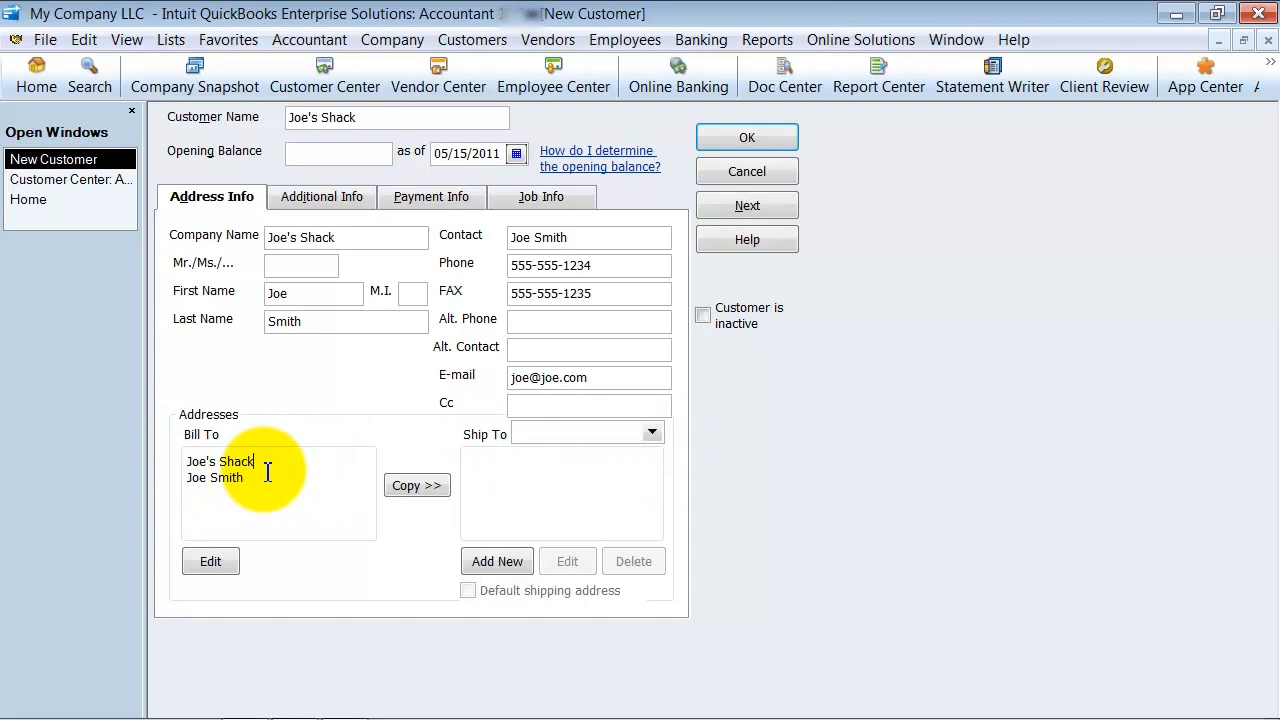 My Company LLC - Intuit QuickBooks Enterprise Solutions: Accountant [New Customer]
File Edit View Lists Favorites Accountant Company Customers Vendors Employees Banking Reports Online Solutions Window Help
Home Search Company Snapshot Customer Center Vendor Center Employee Center Online Banking Doc Center Report Center Statement Writer Client Review App Center
Open Windows
New Customer
Customer Center: A...
Home
Customer Name Joe's Shack
Opening Balance as of 05/15/2011 How do I determine
the opening balance?
OK
Cancel
Next
Help
Customer is
inactive
Address Info Additional Info Payment Info Job Info
Company Name Joe's Shack Contact Joe Smith
Mr./Ms./... Phone 555-555-1234
First Name Joe M.I. FAX 555-555-1235
Last Name Smith Alt. Phone
Alt. Contact
E-mail joe@joe.com
Cc
Addresses
Bill To Ship To
Joe's Shack
Joe Smith
Copy >>
Edit Add New Edit Delete
Default shipping address